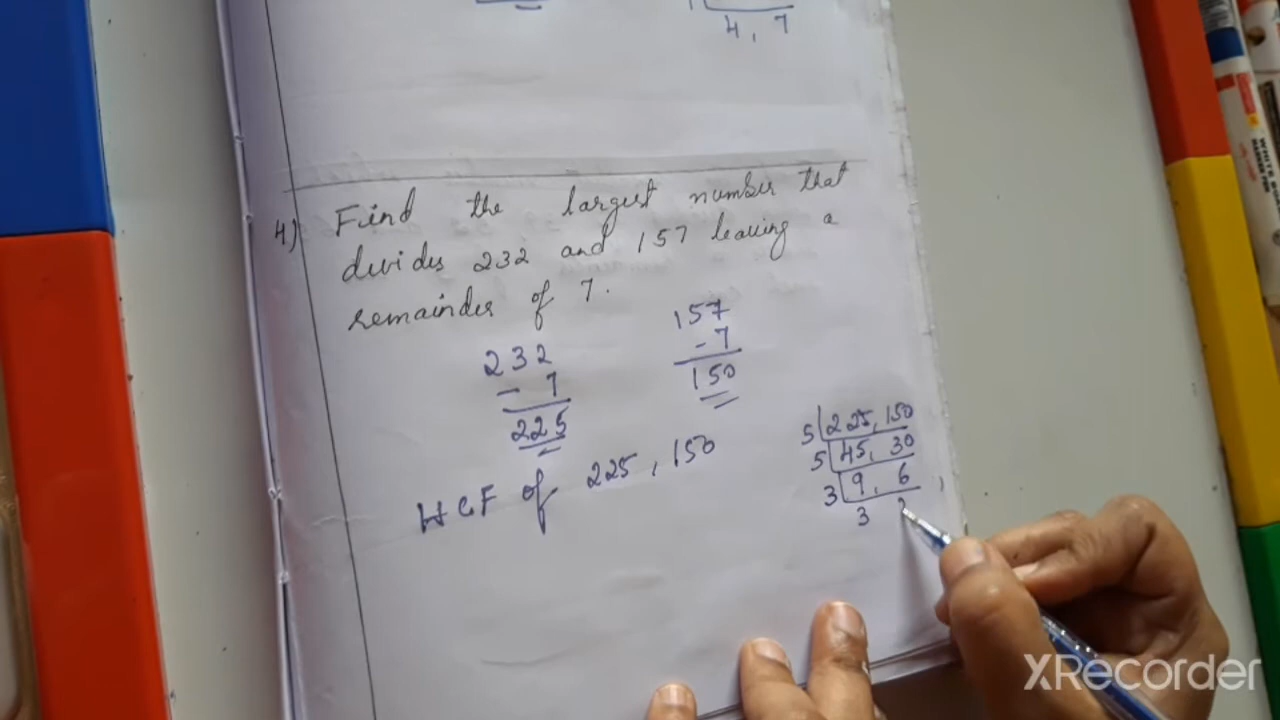 4, 7
4) Find the largest number that
divides 232 and 157 leaving a
remainder of 7.
232
- 7
225
157
- 7
150
HCF of 225, 150
5 225, 150
5 45, 30
3 9, 6
3
XRecorder